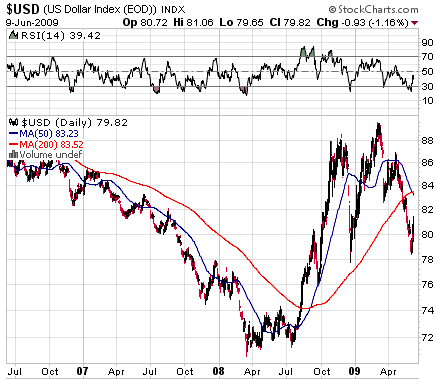 $USD (US Dollar Index (EOD)) INDX
© StockCharts.com
9-Jun-2009 Op 80.72 Hi 81.06 Lo 79.65 Cl 79.82 Chg -0.93 (-1.16%)
RSI(14) 39.42
90
70
50
30
10
$USD (Daily) 79.82
MA(50) 83.23
MA(200) 83.52
Volume undef
88
86
84
82
80
78
76
74
72
Jul Oct 07 Apr Jul Oct 08 Apr Jul Oct 09 Apr